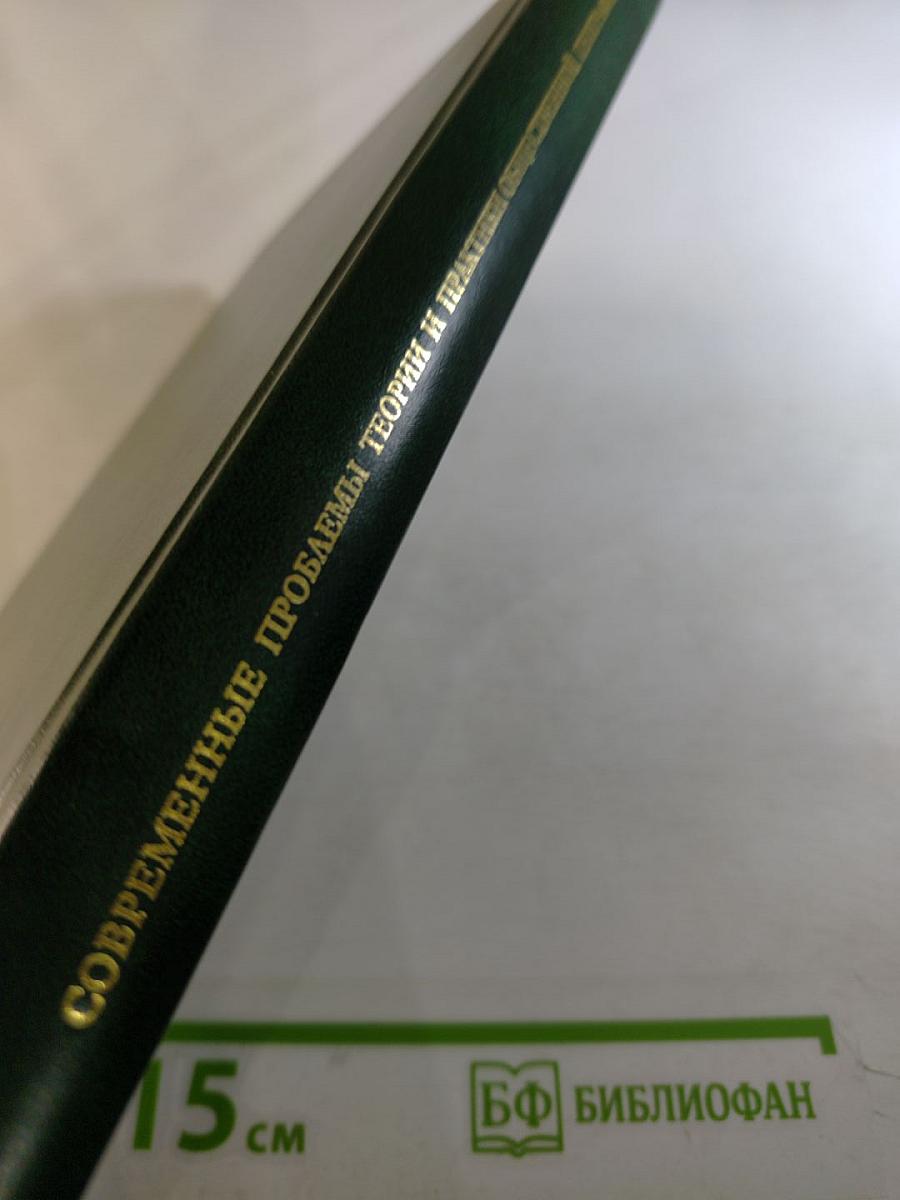 СОВРЕМЕННЫЕ ПРОБЛЕМЫ ТЕОРИИ И ПРАКТИКИ
15 см
БФ БИБЛИОФАН